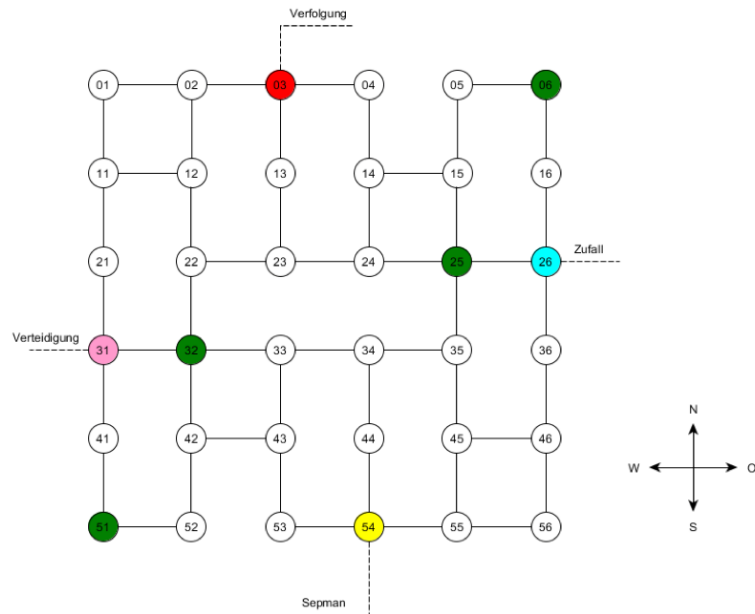 Verfolgung
01 02 03 04 05 06
11 12 13 14 15 16
Zufall
21 22 23 24 25 26
Verteidigung
31 32 33 34 35 36
N
41 42 43 44 45 46
W O
S
51 52 53 54 55 56
Sepman